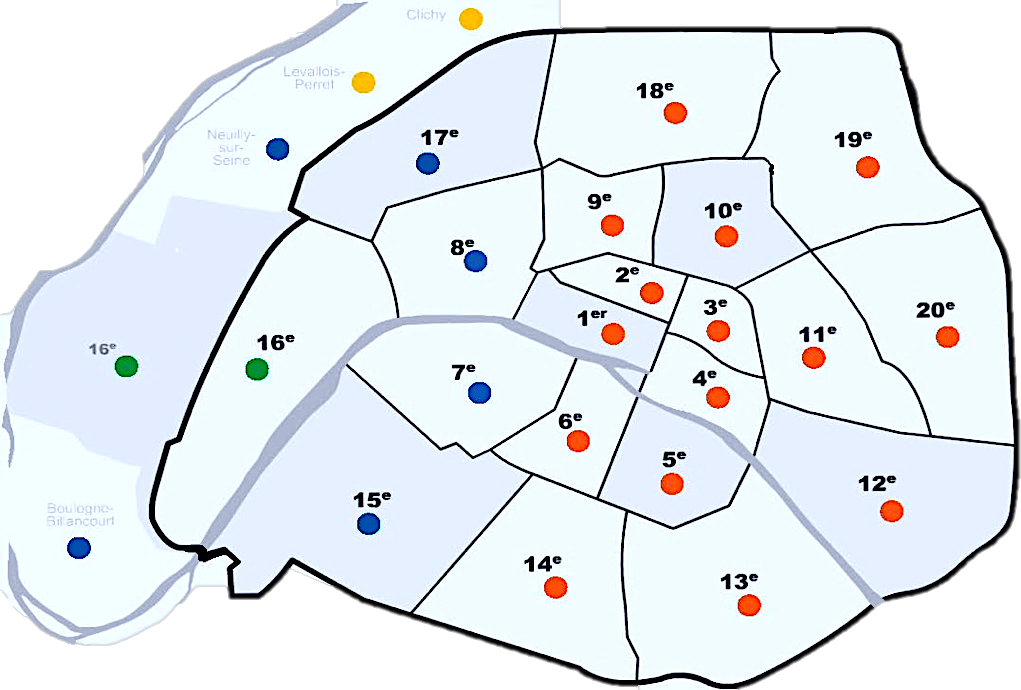 Clichy
Levallois-
Perret
Neuilly-
sur-
Seine
17e
18e
19e
8e
9e
10e
2e
1er
3e
11e
20e
16e
16e
7e
4e
6e
5e
15e
12e
Boulogne-
Billancourt
14e
13e